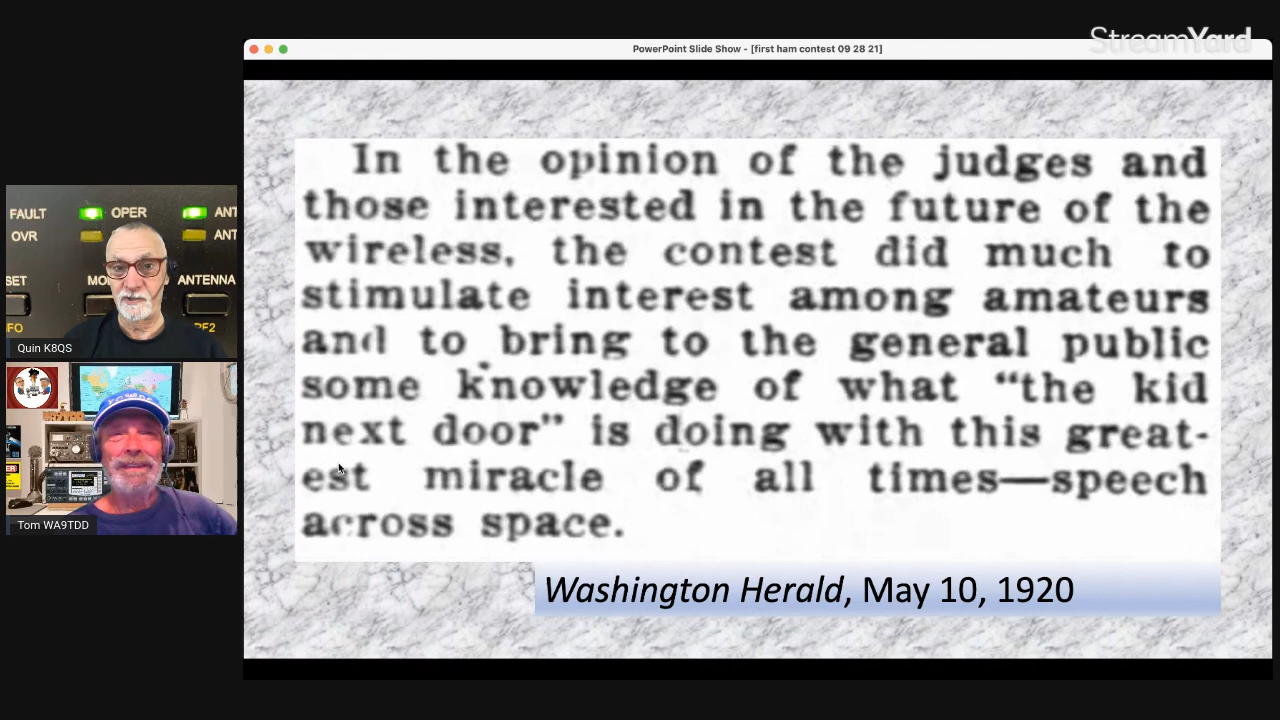 StreamYard
PowerPoint Slide Show - [first ham contest 09 28 21]
In the opinion of the judges and
those interested in the future of the
wireless, the contest did much to
stimulate interest among amateurs
and to bring to the general public
some knowledge of what “the kid
next door” is doing with this great-
est miracle of all times—speech
across space.
Washington Herald, May 10, 1920
FAULT
OPER
ANT
OVR
ANT
SET
ANTENNA
Quin K8QS
Tom WA9TDD